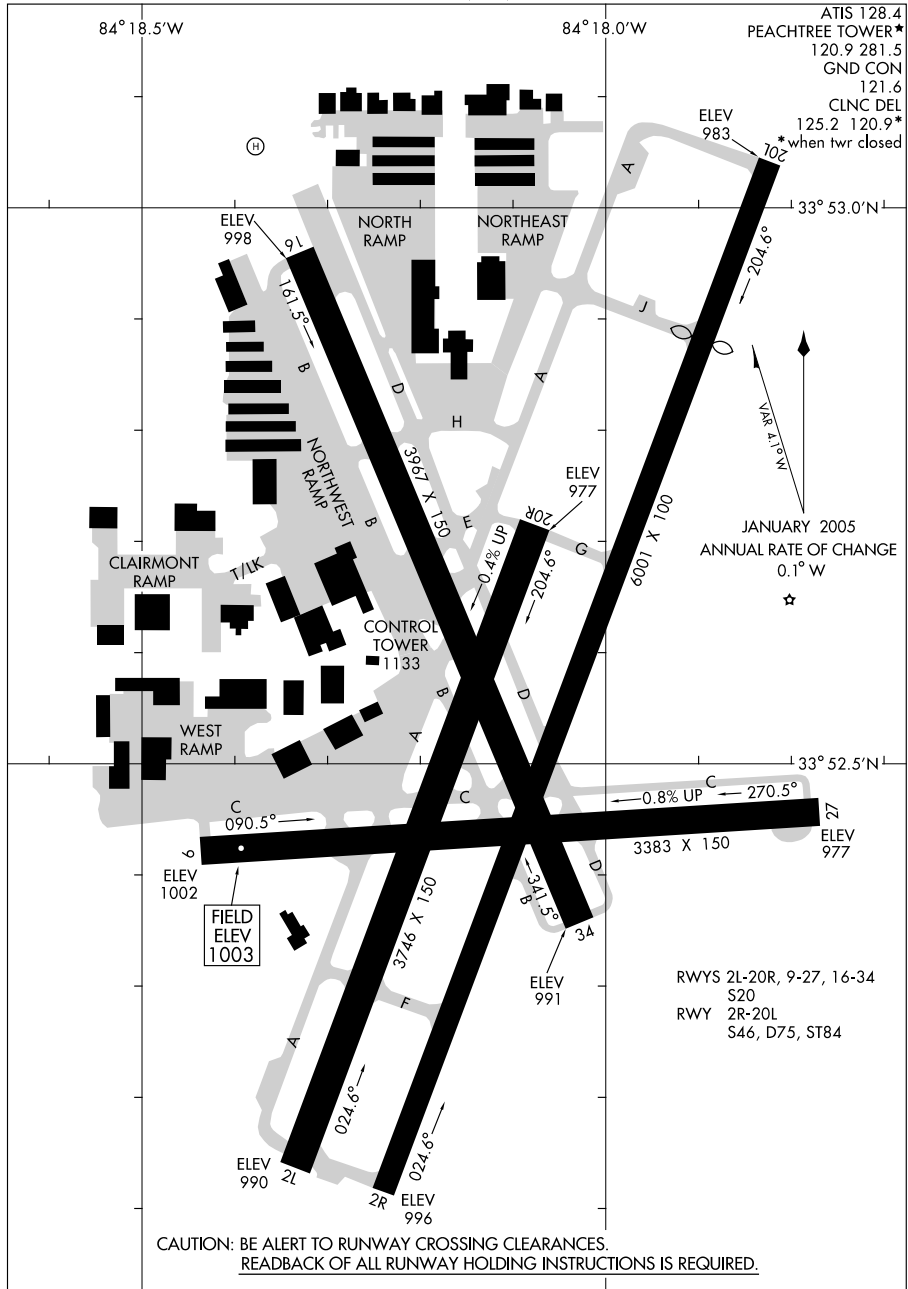 84°18.5'W
84°18.0'W
ATIS 128.4
PEACHTREE TOWER★
120.9 281.5
GND CON
121.6
CLNC DEL
125.2 120.9*
* when twr closed
ELEV
983
20L
A
H
33°53.0'N
204.6°
ELEV
998
16
161.5°
NORTH
RAMP
NORTHEAST
RAMP
J
B
D
A
H
VAR 4.1° W
3967 X 150
NORTHWEST
RAMP
B
E
ELEV
977
20R
0.4% UP
204.6°
G
6001 X 100
JANUARY 2005
ANNUAL RATE OF CHANGE
0.1° W
CLAIRMONT
RAMP
T/LK
CONTROL
TOWER
1133
B
D
A
WEST
RAMP
33°52.5'N
C
090.5°
C
0.8% UP
C
270.5°
27
ELEV
977
3383 X 150
9
ELEV
1002
FIELD
ELEV
1003
341.5°
B
D
34
ELEV
991
3746 X 150
RWYS 2L-20R, 9-27, 16-34
S20
RWY 2R-20L
S46, D75, ST84
F
A
024.6°
024.6°
ELEV
990
2L
2R
ELEV
996
CAUTION: BE ALERT TO RUNWAY CROSSING CLEARANCES.
READBACK OF ALL RUNWAY HOLDING INSTRUCTIONS IS REQUIRED.